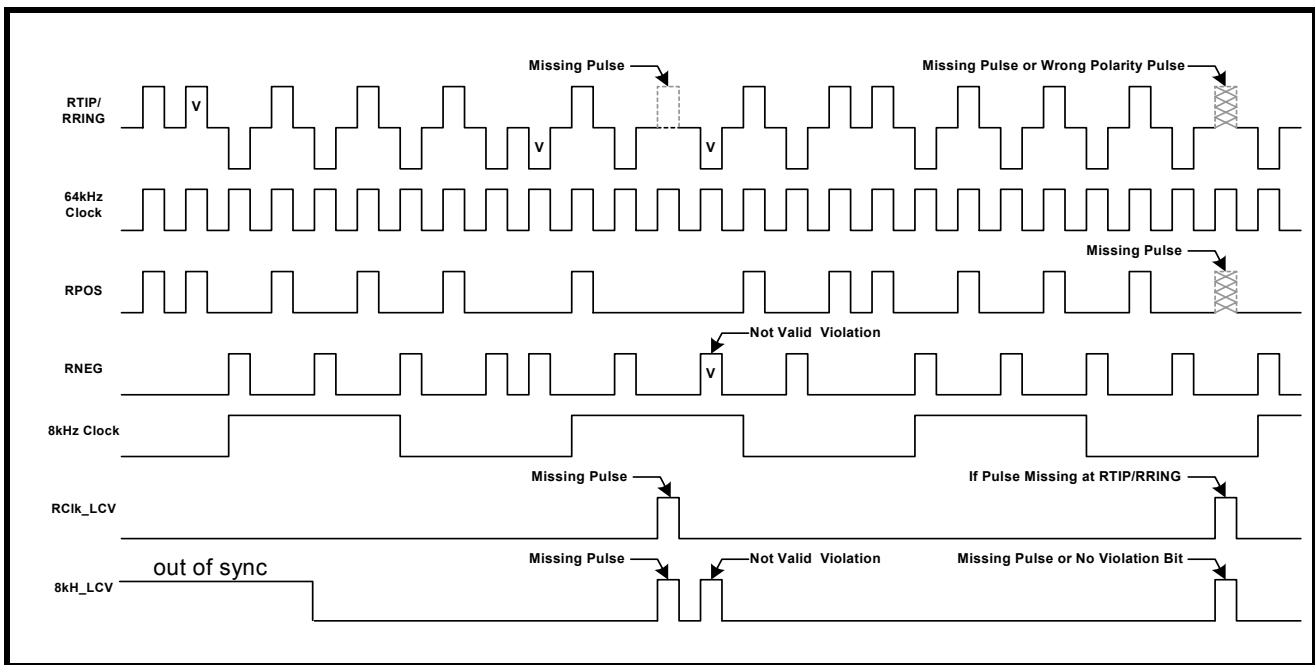 Missing Pulse
Missing Pulse or Wrong Polarity Pulse
RTIP/
RRING
V
V
V
64kHz
Clock
Missing Pulse
RPOS
Not Valid Violation
RNEG
V
8kHz Clock
Missing Pulse
If Pulse Missing at RTIP/RRING
RClk_LCV
out of sync
Missing Pulse
Not Valid Violation
Missing Pulse or No Violation Bit
8kH_LCV